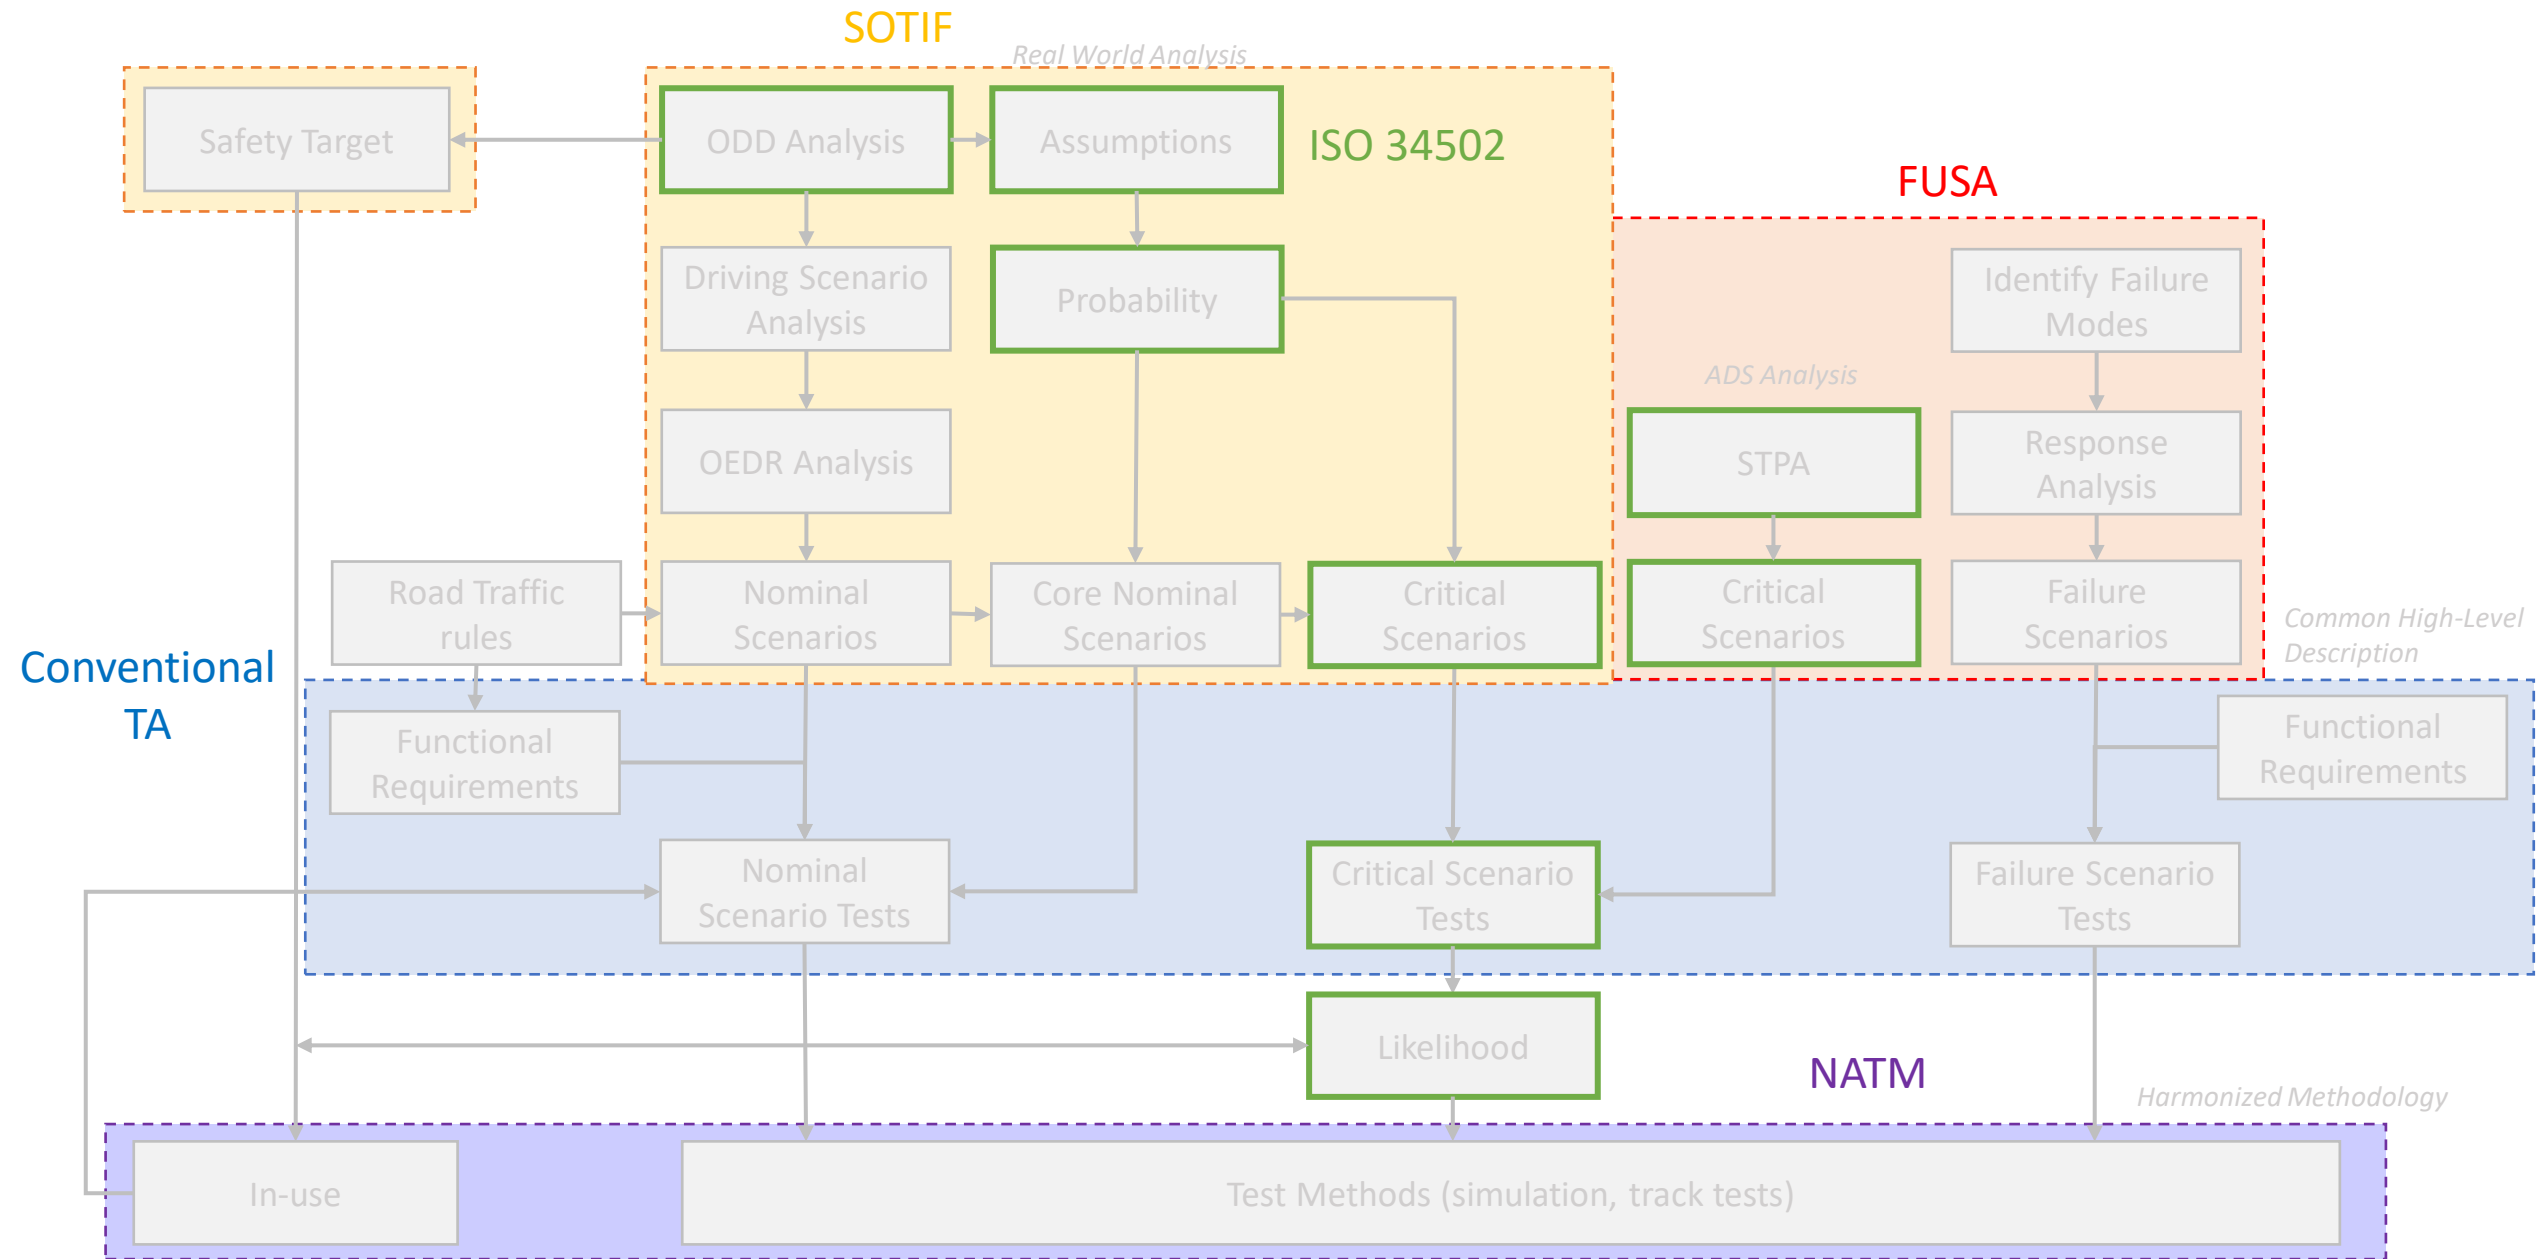 SOTIF
Real World Analysis
Safety Target
ODD Analysis
Assumptions
ISO 34502
FUSA
Driving Scenario
Analysis
Probability
Identify Failure
Modes
ADS Analysis
OEDR Analysis
STPA
Response
Analysis
Road Traffic
rules
Nominal
Scenarios
Core Nominal
Scenarios
Critical
Scenarios
Critical
Scenarios
Failure
Scenarios
Common High-Level
Description
Conventional
TA
Functional
Requirements
Functional
Requirements
Nominal
Scenario Tests
Critical Scenario
Tests
Failure Scenario
Tests
Likelihood
NATM
Harmonized Methodology
In-use
Test Methods (simulation, track tests)